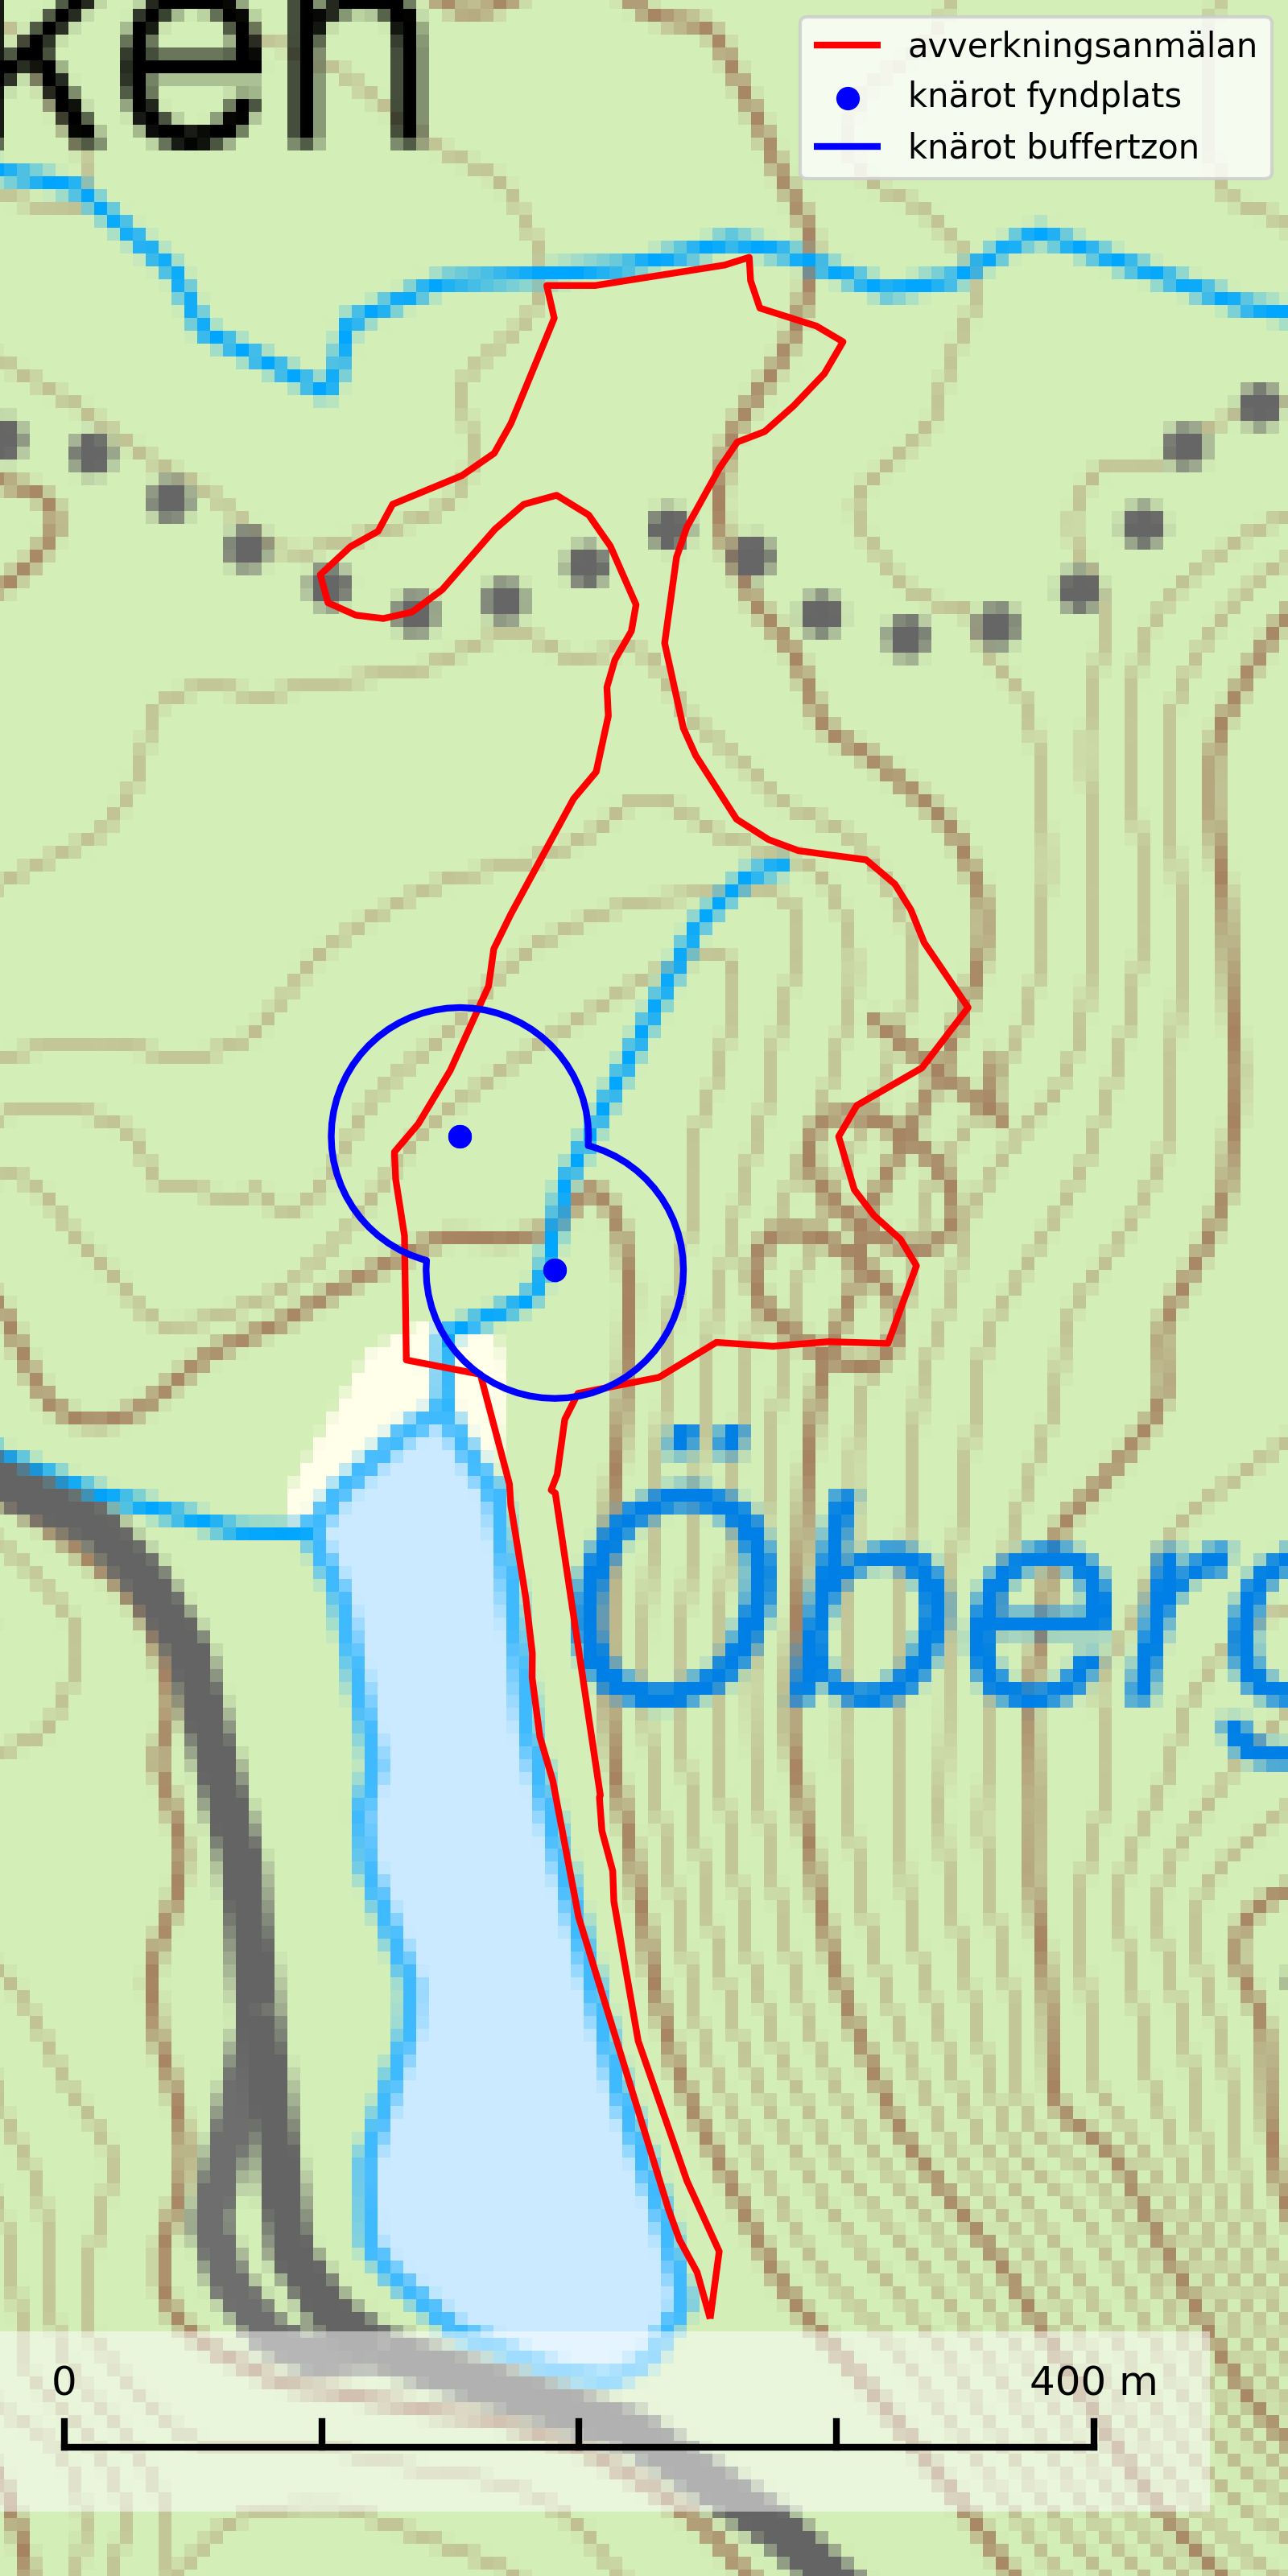 ken
avverkningsanmälan
knärot fyndplats
knärot buffertzon
Öberg
0 400 m